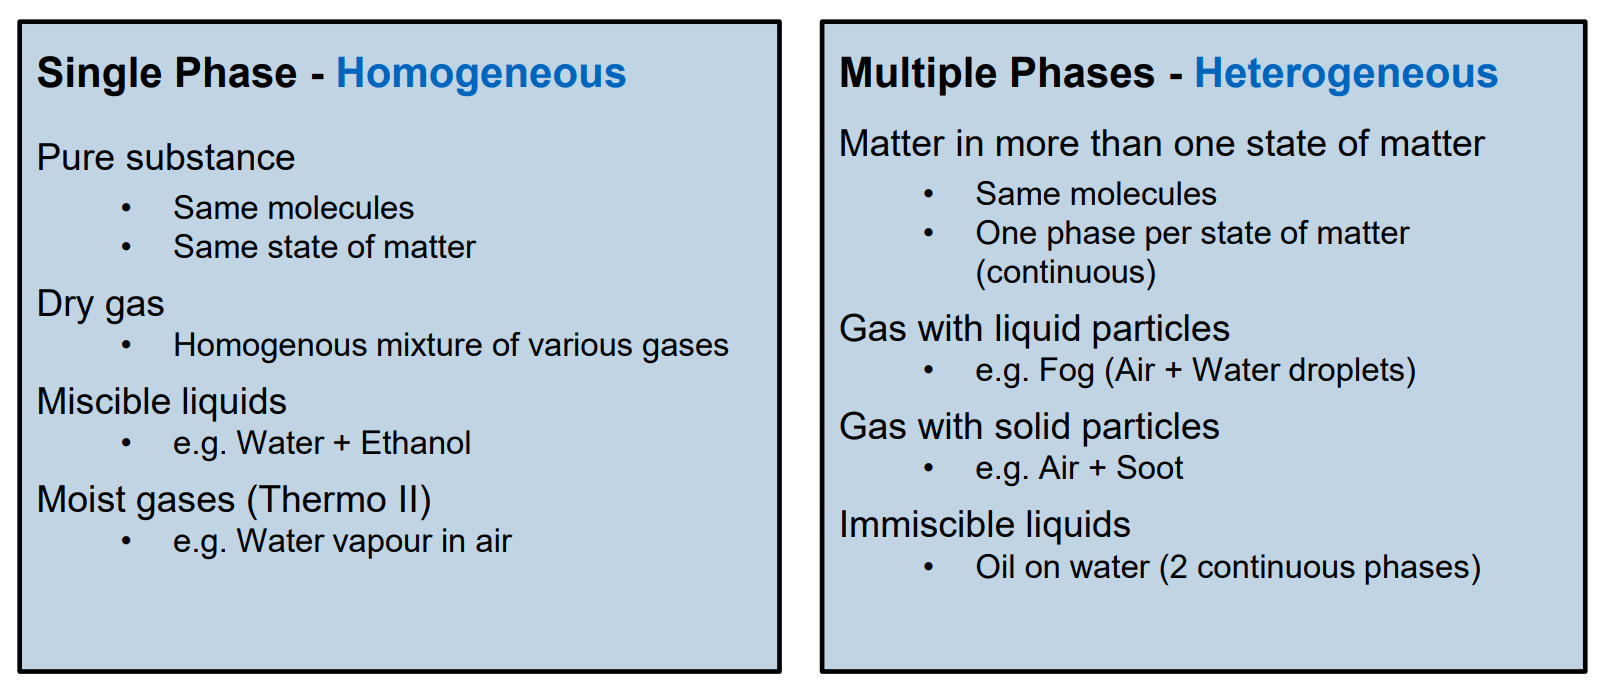 Single Phase - Homogeneous
Pure substance
• Same molecules
• Same state of matter
Dry gas
• Homogenous mixture of various gases
Miscible liquids
• e.g. Water + Ethanol
Moist gases (Thermo II)
• e.g. Water vapour in air
Multiple Phases - Heterogeneous
Matter in more than one state of matter
• Same molecules
• One phase per state of matter
(continuous)
Gas with liquid particles
• e.g. Fog (Air + Water droplets)
Gas with solid particles
• e.g. Air + Soot
Immiscible liquids
• Oil on water (2 continuous phases)